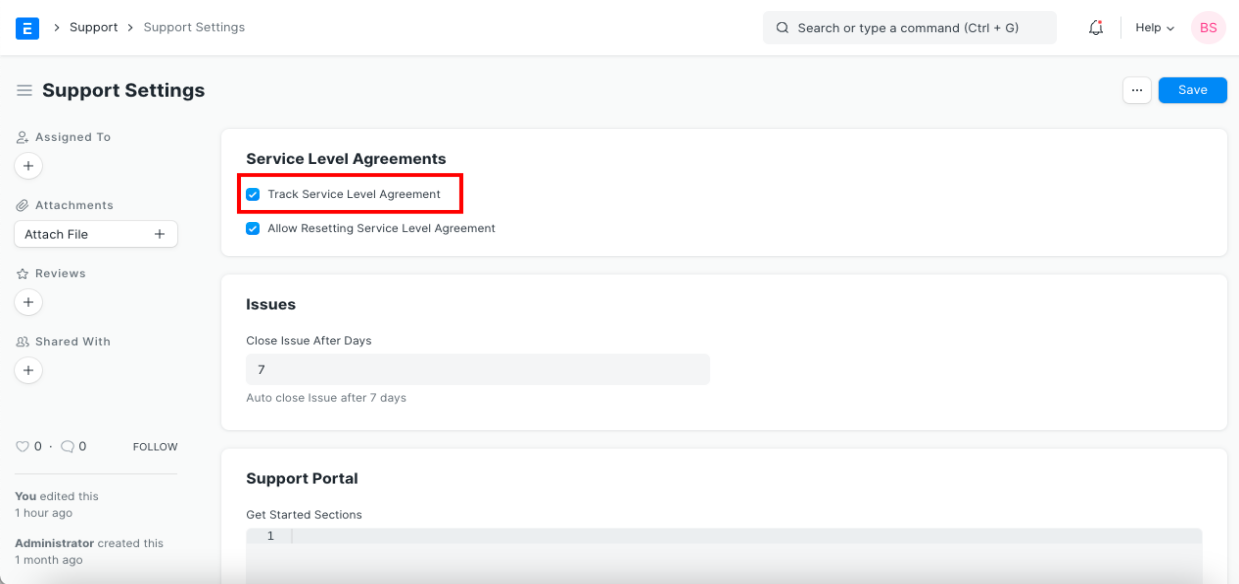 E > Support > Support Settings
Search or type a command (Ctrl + G)
Help
BS
Support Settings
...
Save
Assigned To
+
Attachments
Attach File +
Reviews
+
Shared With
+
0 · 0 FOLLOW
You edited this
1 hour ago
Administrator created this
1 month ago
Service Level Agreements
Track Service Level Agreement
Allow Resetting Service Level Agreement
Issues
Close Issue After Days
7
Auto close Issue after 7 days
Support Portal
Get Started Sections
1